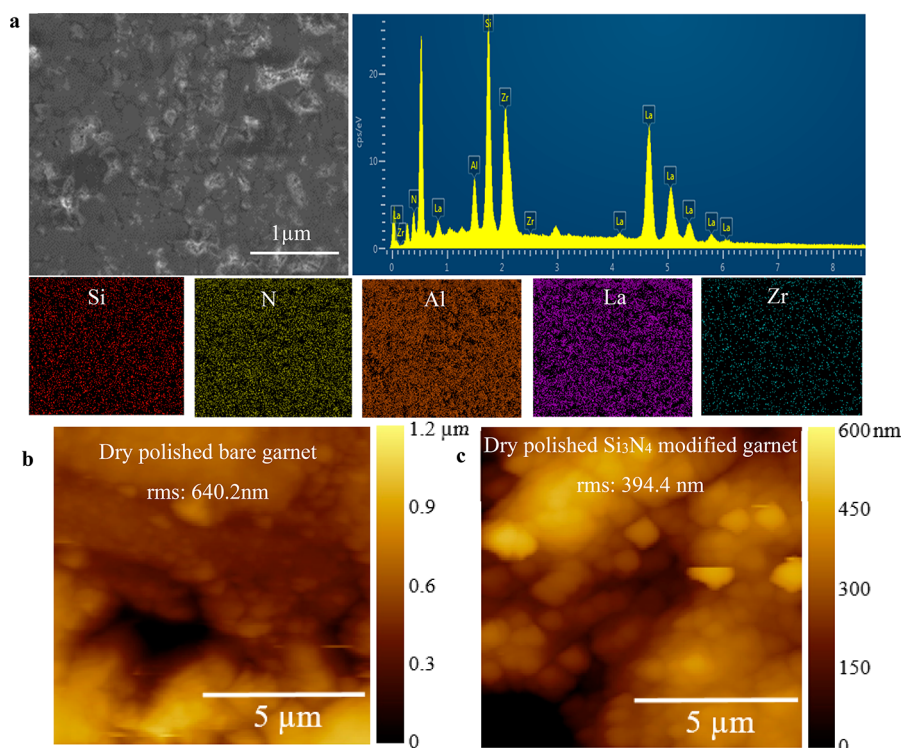 a
1µm
cps/eV
20
10
0
La
Zr
N
La
Al
Si
Zr
Zr
La
La
La
La
La
La
0 1 2 3 4 5 6 7 8
Si
N
Al
La
Zr
b
Dry polished bare garnet
rms: 640.2nm
5 µm
1.2 µm
0.9
0.6
0.3
0
c
Dry polished Si₃N₄ modified garnet
rms: 394.4 nm
5 µm
600 nm
450
300
150
0